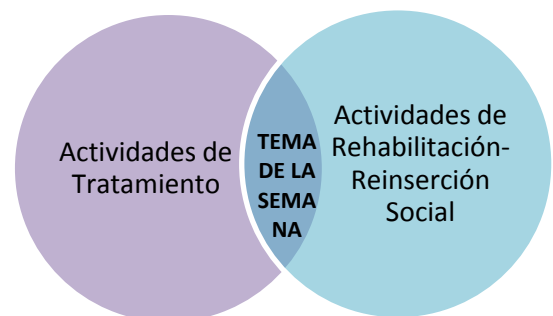 Actividades de
Tratamiento
TEMA
DE LA
SEMA
NA
Actividades de
Rehabilitación-
Reinserción
Social